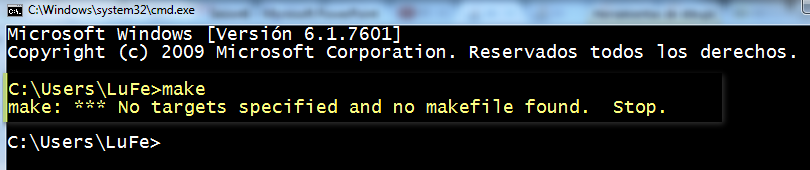 C:\Windows\system32\cmd.exe
Microsoft Windows [Versión 6.1.7601]
Copyright (c) 2009 Microsoft Corporation. Reservados todos los derechos.
C:\Users\LuFe>make
make: *** No targets specified and no makefile found.  Stop.
C:\Users\LuFe>